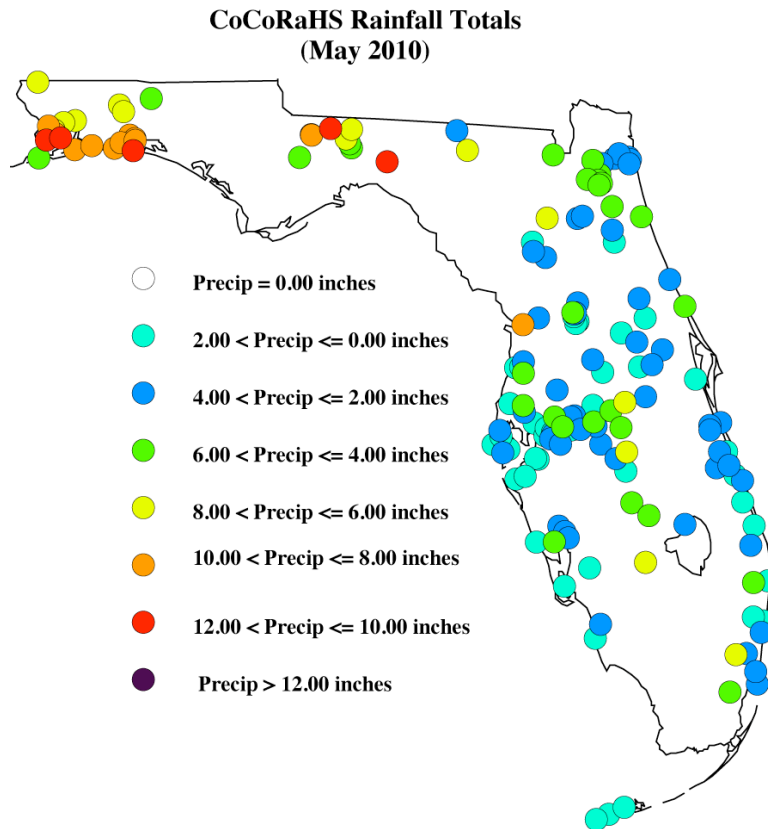 CoCoRaHS Rainfall Totals
(May 2010)
Precip = 0.00 inches
2.00 < Precip <= 0.00 inches
4.00 < Precip <= 2.00 inches
6.00 < Precip <= 4.00 inches
8.00 < Precip <= 6.00 inches
10.00 < Precip <= 8.00 inches
12.00 < Precip <= 10.00 inches
Precip > 12.00 inches